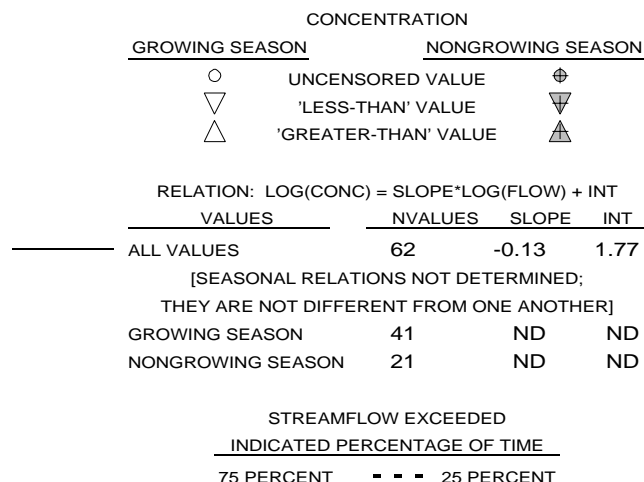 CONCENTRATION
GROWING SEASON NONGROWING SEASON
UNCENSORED VALUE
'LESS-THAN' VALUE
'GREATER-THAN' VALUE
RELATION: LOG(CONC) = SLOPE*LOG(FLOW) + INT
VALUES NVALUES SLOPE INT
ALL VALUES 62 -0.13 1.77
[SEASONAL RELATIONS NOT DETERMINED;
THEY ARE NOT DIFFERENT FROM ONE ANOTHER]
GROWING SEASON 41 ND ND
NONGROWING SEASON 21 ND ND
STREAMFLOW EXCEEDED
INDICATED PERCENTAGE OF TIME
75 PERCENT 25 PERCENT